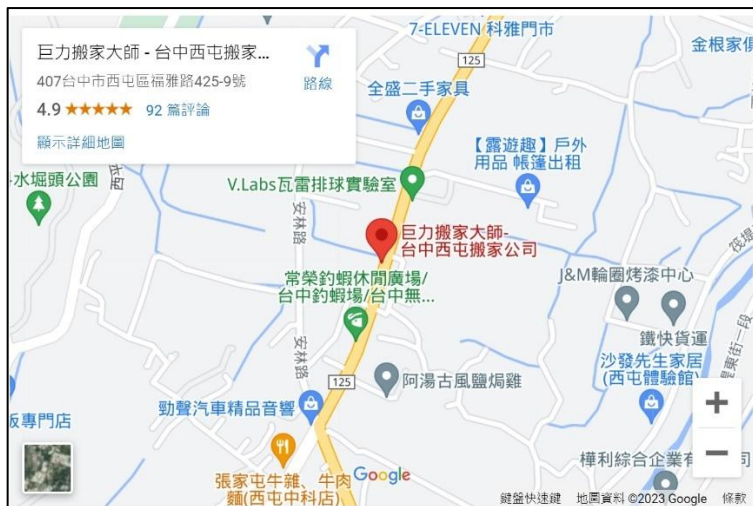 巨力搬家大師 - 台中西屯搬家...
407台中市西屯區福雅路425-9號
4.9
92 篇評論
顯示詳細地圖
路線
7-ELEVEN 科雅門市
125
金根家俱
全盛二手家具
【露遊趣】戶外
用品 帳篷出租
水堀頭公園
V.Labs瓦雷排球實驗室
安林路
巨力搬家大師-
台中西屯搬家公司
常榮釣蝦休閒廣場/
台中釣蝦場/台中無...
J&M輪圈烤漆中心
鐵快貨運
安林路
125
阿湯古風鹽焗雞
沙發先生家居
(西屯體驗館)
勁聲汽車精品音響
版專門店
張家屯牛雜、牛肉
麵(西屯中科店)
Google
樺利綜合企業有
司
+
−
鍵盤快速鍵
地圖資料 ©2023 Google
條款